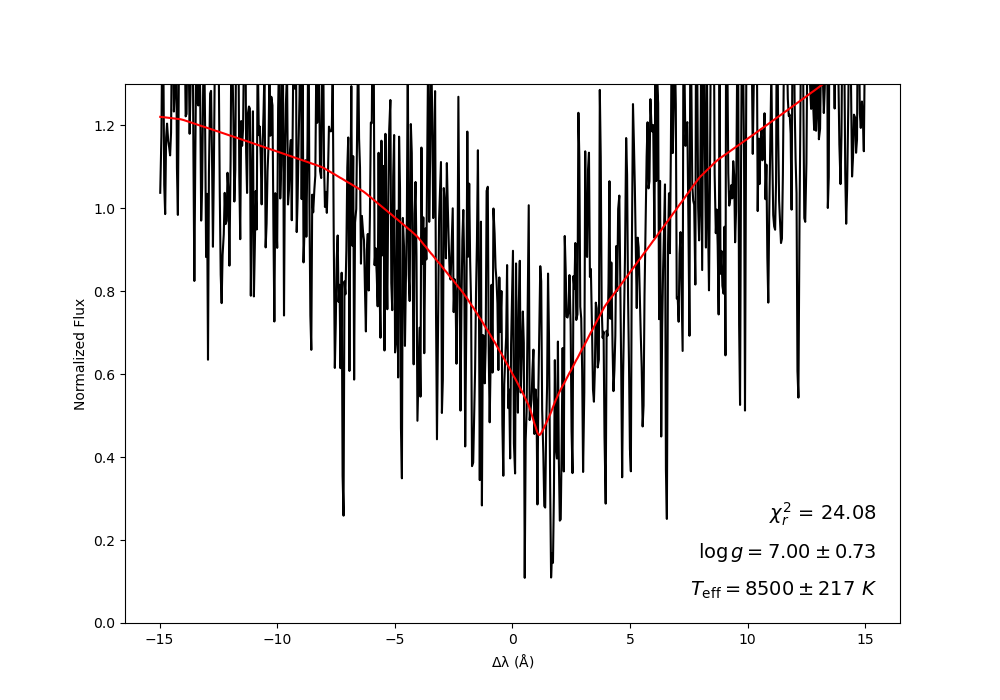 1.2
1.0
0.8
0.6
0.4
0.2
0.0
Normalized Flux
χ²ᵣ = 24.08
log g = 7.00 ± 0.73
T_eff = 8500 ± 217 K
−15 −10 −5 0 5 10 15
Δλ (Å)